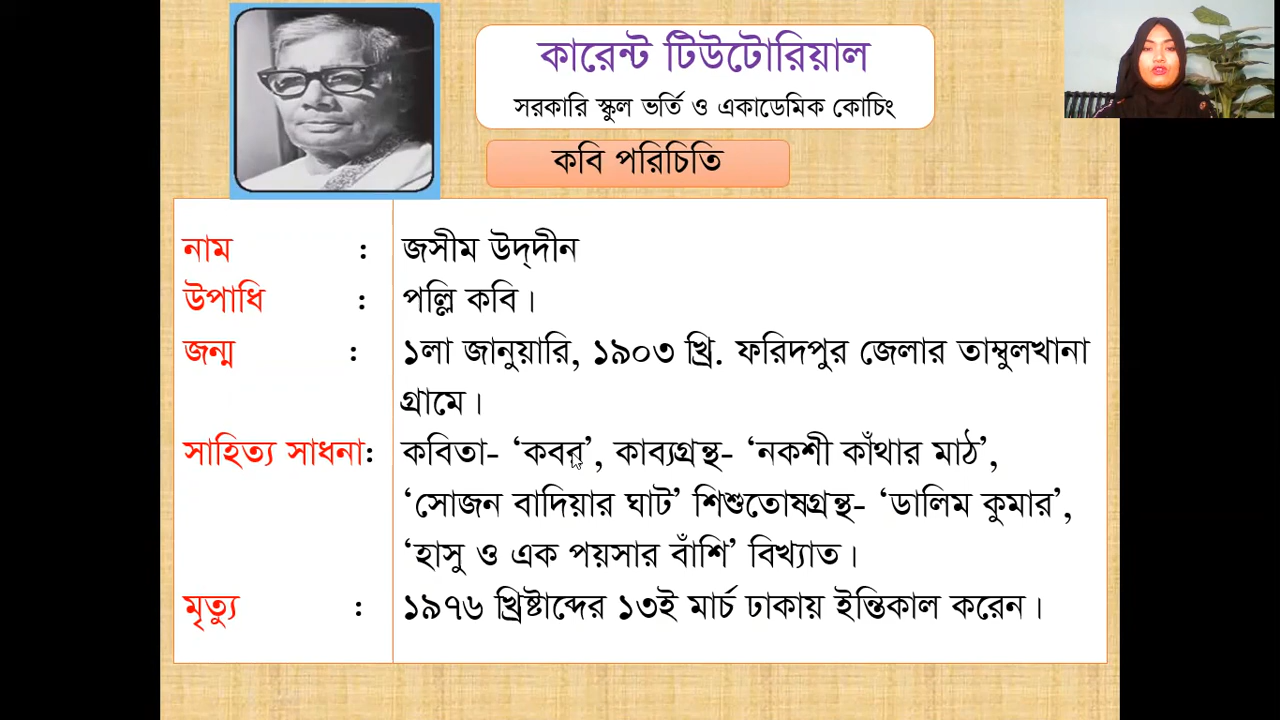 কারেন্ট টিউটোরিয়াল
সরকারি স্কুল ভর্তি ও একাডেমিক কোচিং
কবি পরিচিতি
নাম : জসীম উদ্‌দীন
উপাধি : পল্লি কবি।
জন্ম : ১লা জানুয়ারি, ১৯০৩ খ্রি. ফরিদপুর জেলার তাম্বুলখানা
গ্রামে।
সাহিত্য সাধনা: কবিতা- ‘কবর’, কাব্যগ্রন্থ- ‘নকশী কাঁথার মাঠ’,
‘সোজন বাদিয়ার ঘাট’ শিশুতোষগ্রন্থ- ‘ডালিম কুমার’,
‘হাসু ও এক পয়সার বাঁশি’ বিখ্যাত।
মৃত্যু : ১৯৭৬ খ্রিষ্টাব্দের ১৩ই মার্চ ঢাকায় ইন্তিকাল করেন।